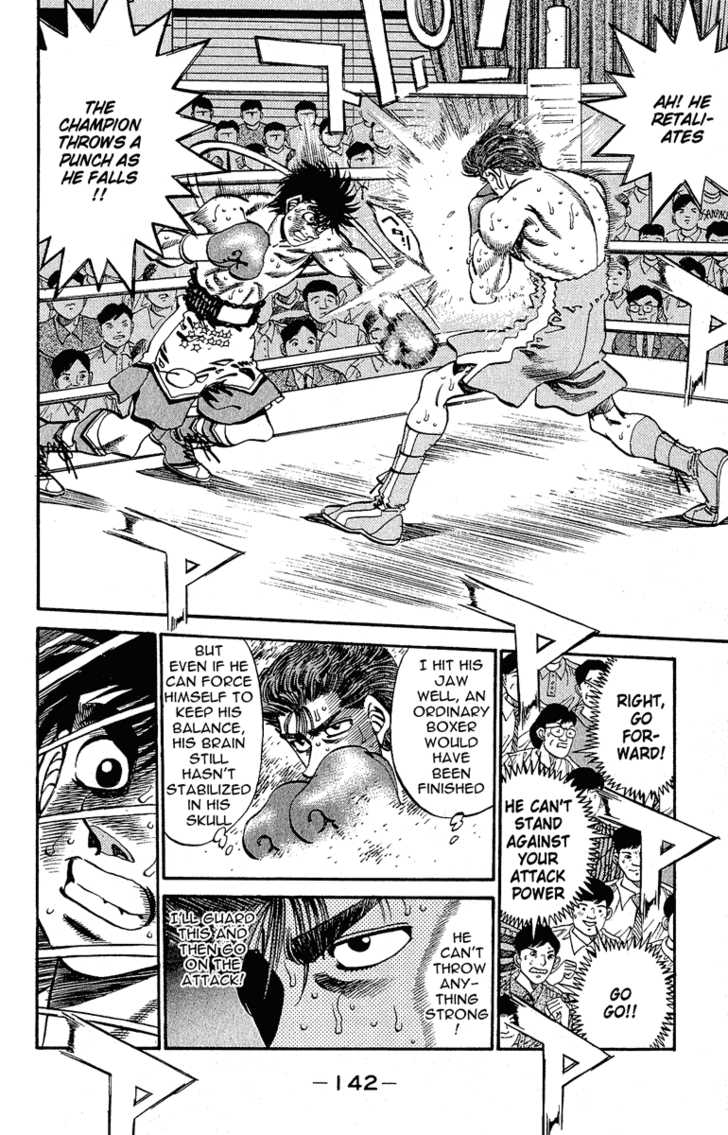 AH! HE
RETALI-
ATES
THE
CHAMPION
THROWS A
PUNCH AS
HE FALLS
!!
RIGHT,
GO
FOR-
WARD!
HE CAN'T
STAND
AGAINST
YOUR
ATTACK
POWER
GO
GO!!
I HIT HIS
JAW
WELL, AN
ORDINARY
BOXER
WOULD
HAVE
BEEN
FINISHED
BUT
EVEN IF HE
CAN FORCE
HIMSELF TO
KEEP HIS
BALANCE,
HIS BRAIN
STILL
HASN'T
STABILIZED
IN HIS
SKULL
HE
CAN'T
THROW
ANY-
THING
STRONG
!
I'LL GUARD
THIS AND
THEN GO
ON THE
ATTACK!
—142—